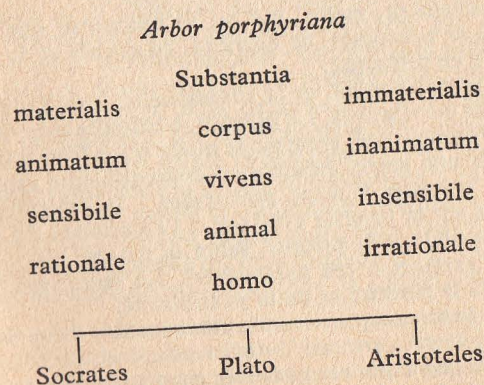 Arbor porphyriana
Substantia
materialis immaterialis
corpus
animatum inanimatum
vivens
sensibile insensibile
animal
rationale irrationale
homo
Socrates Plato Aristoteles